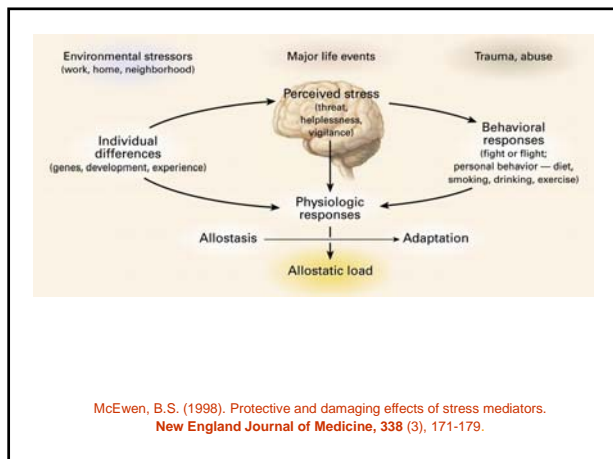 Environmental stressors
(work, home, neighborhood)
Major life events
Trauma, abuse
Perceived stress
(threat,
helplessness,
vigilance)
Individual
differences
(genes, development, experience)
Behavioral
responses
(fight or flight;
personal behavior — diet,
smoking, drinking, exercise)
Physiologic
responses
Allostasis
Adaptation
Allostatic load
McEwen, B.S. (1998). Protective and damaging effects of stress mediators.
New England Journal of Medicine, 338 (3), 171-179.